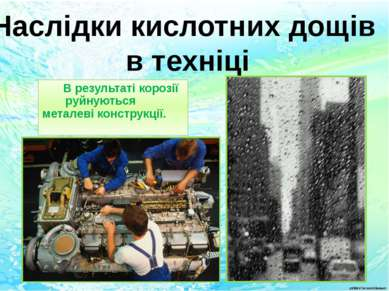 Наслідки кислотних дощів
в техніці
В результаті корозії
руйнуються
металеві конструкції.